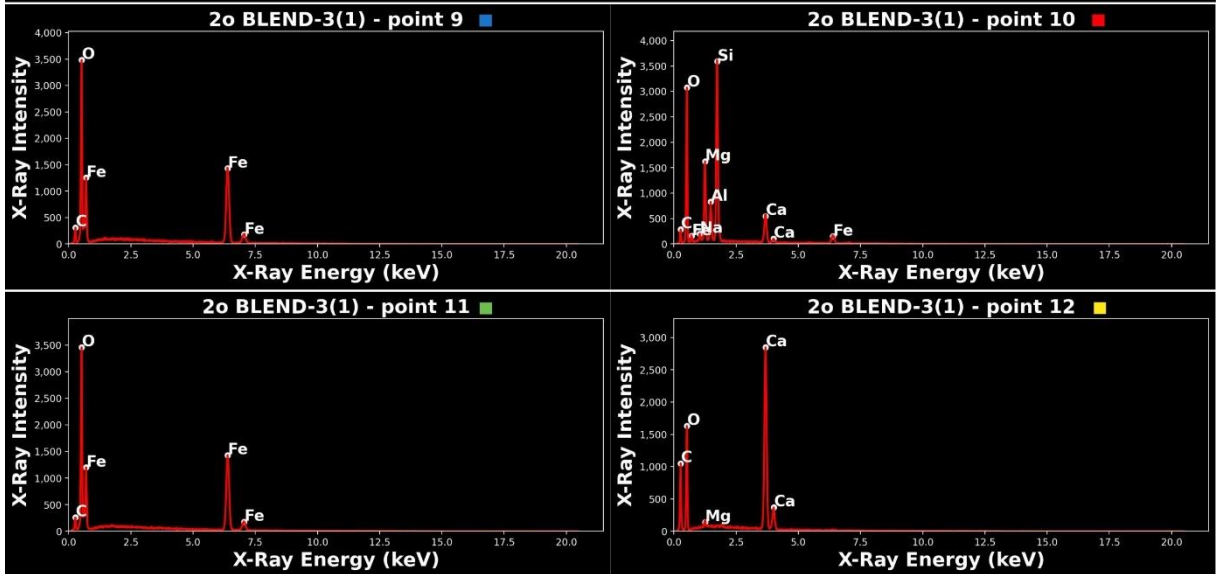 2o BLEND-3(1) - point 9
X-Ray Intensity
4,000
3,500
3,000
2,500
2,000
1,500
1,000
500
0
O
Fe
C
Fe
Fe
0.0 2.5 5.0 7.5 10.0 12.5 15.0 17.5 20.0
X-Ray Energy (keV)
2o BLEND-3(1) - point 10
X-Ray Intensity
4,000
3,500
3,000
2,500
2,000
1,500
1,000
500
0
Si
O
Mg
Al
C
Fe
Na
Ca
Ca
Fe
0.0 2.5 5.0 7.5 10.0 12.5 15.0 17.5 20.0
X-Ray Energy (keV)
2o BLEND-3(1) - point 11
X-Ray Intensity
3,500
3,000
2,500
2,000
1,500
1,000
500
0
O
Fe
C
Fe
Fe
0.0 2.5 5.0 7.5 10.0 12.5 15.0 17.5 20.0
X-Ray Energy (keV)
2o BLEND-3(1) - point 12
X-Ray Intensity
3,000
2,500
2,000
1,500
1,000
500
0
Ca
O
C
Mg
Ca
0.0 2.5 5.0 7.5 10.0 12.5 15.0 17.5 20.0
X-Ray Energy (keV)